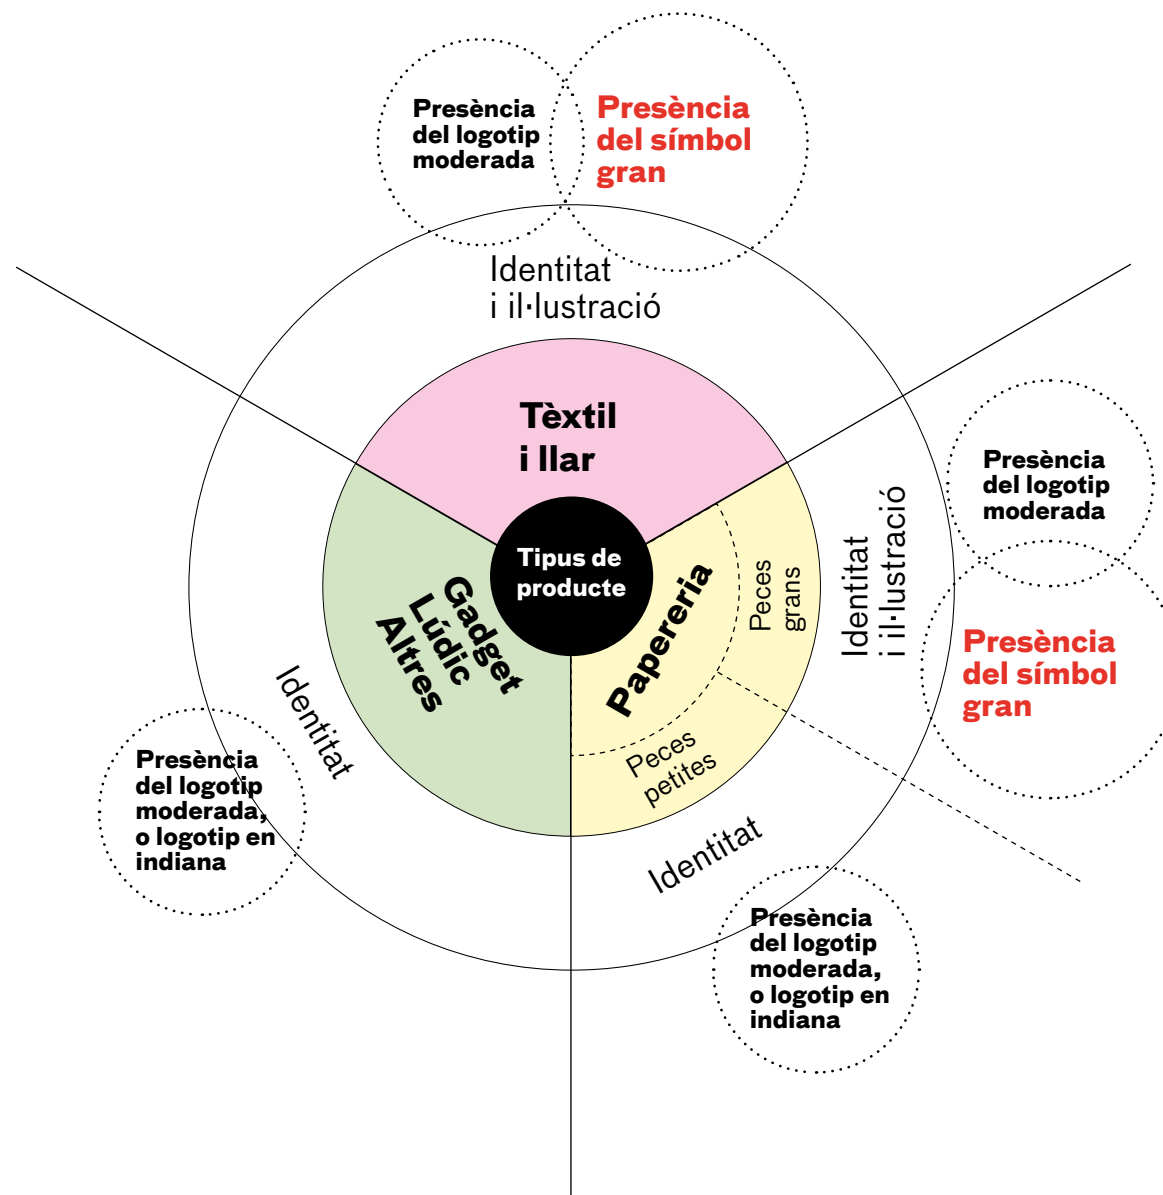 Presència
del logotip
moderada
Presència
del símbol
gran
Identitat
i il·lustració
Tèxtil
i llar
Tipus de
producte
Papereria
Peces
grans
Identitat
i il·lustració
Presència
del logotip
moderada
Presència
del símbol
gran
Peces
petites
Identitat
Presència
del logotip
moderada,
o logotip en
indiana
Gadget
Lúdic
Altres
Identitat
Presència
del logotip
moderada,
o logotip en
indiana